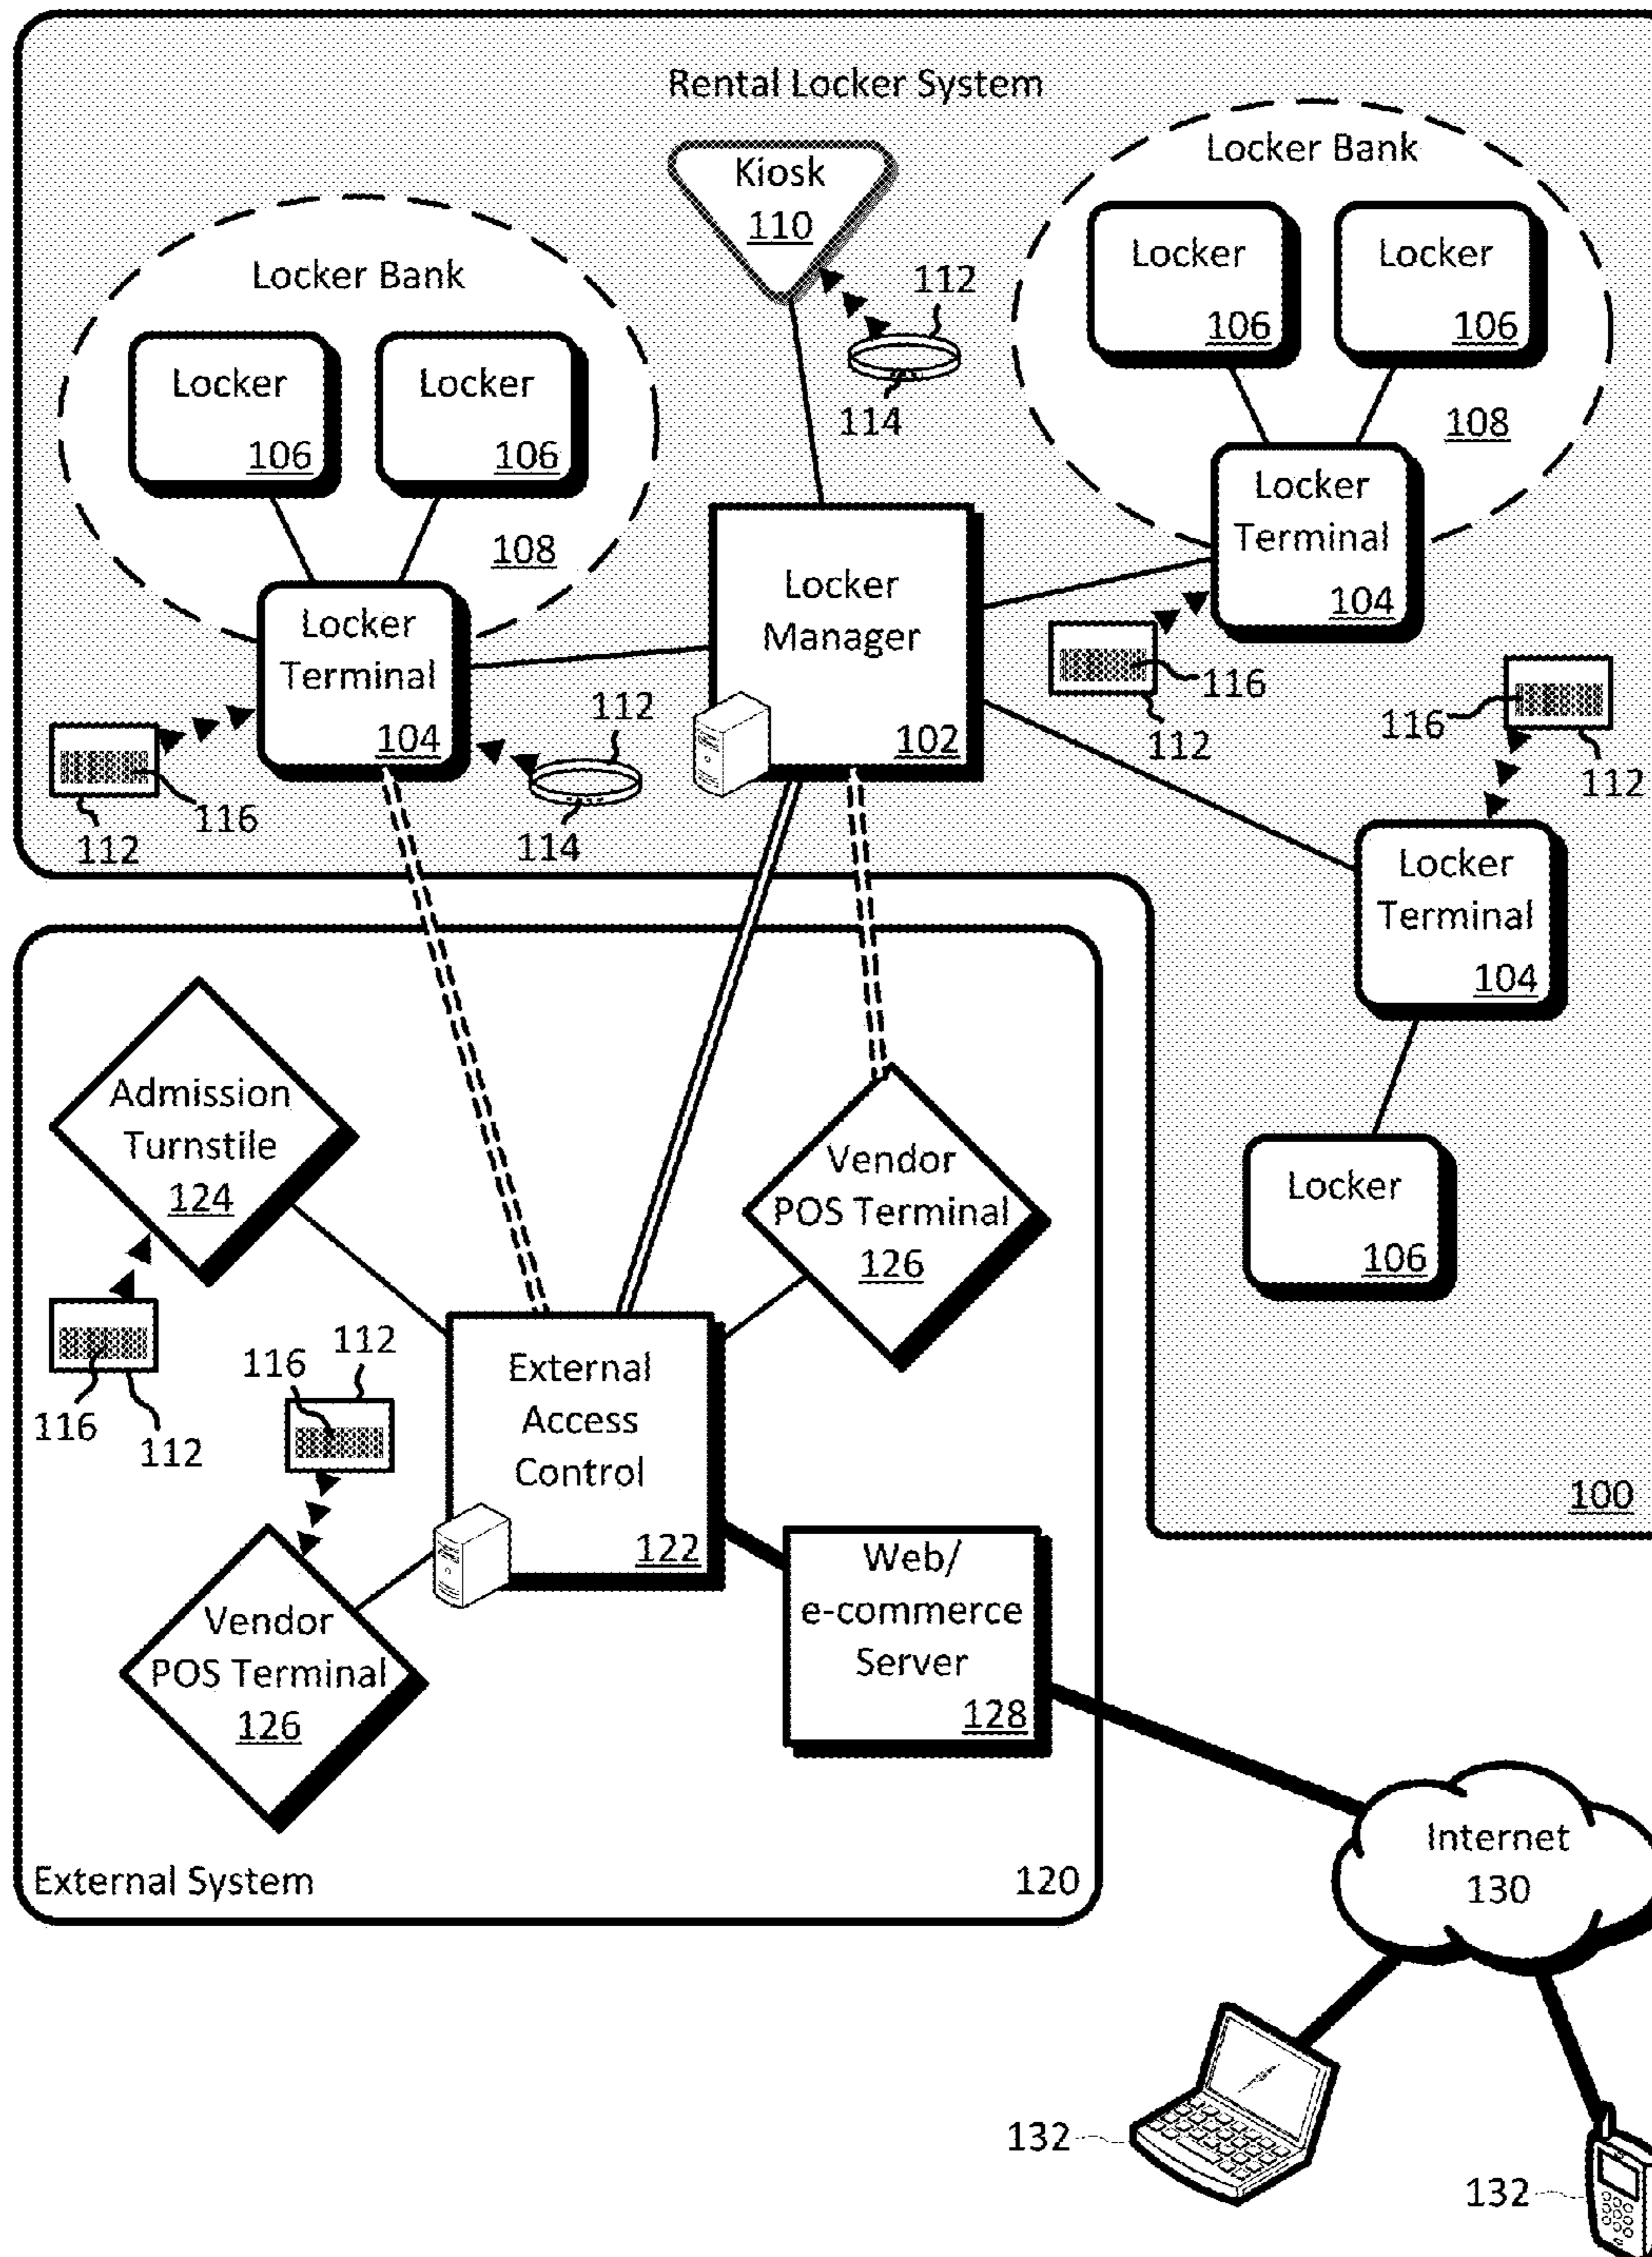 Rental Locker System
Locker Bank
Locker
106
Locker
106
108
Locker
Terminal
104
116
112
112
114
Kiosk
110
112
114
Locker
Manager
102
Locker Bank
Locker
106
Locker
106
108
Locker
Terminal
104
116
112
116
112
Locker
Terminal
104
Locker
106
100
Admission
Turnstile
124
116
112
Vendor
POS Terminal
126
116
112
External
Access
Control
122
Vendor
POS Terminal
126
Web/
e-commerce
Server
128
External System
120
Internet
130
132
132